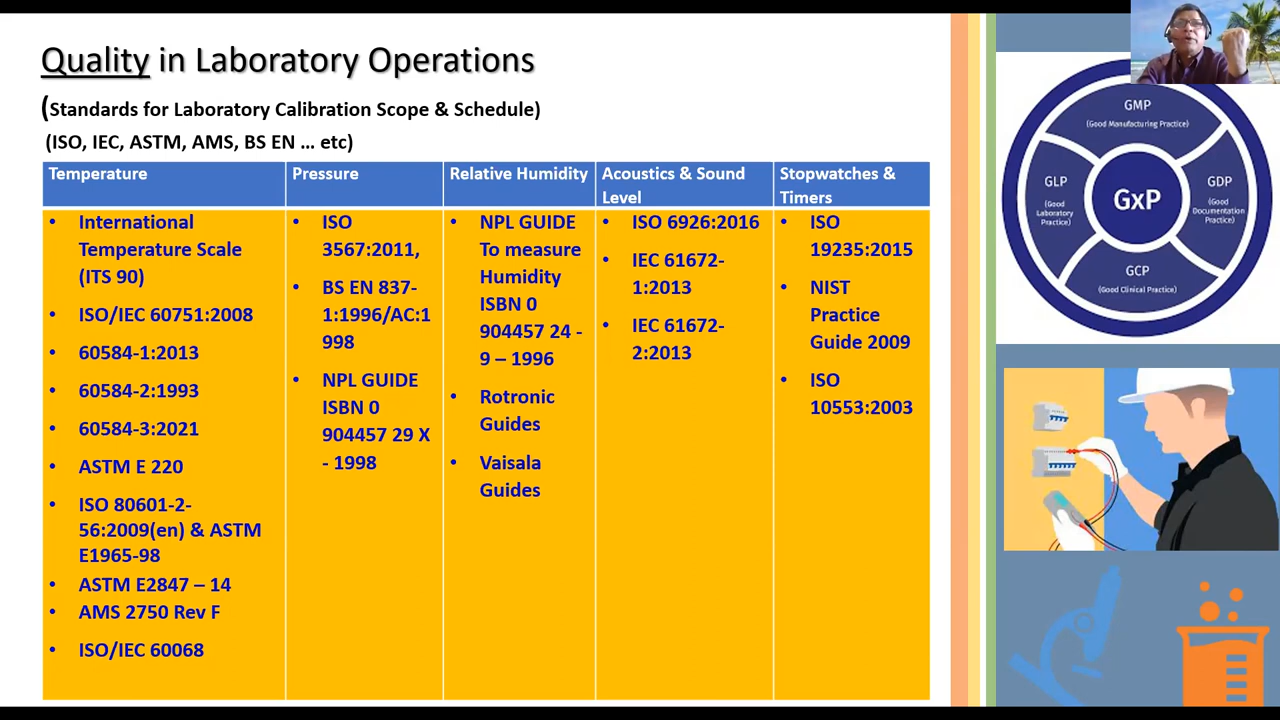 Quality in Laboratory Operations
(Standards for Laboratory Calibration Scope & Schedule)
(ISO, IEC, ASTM, AMS, BS EN ... etc)
Temperature
• International
Temperature Scale
(ITS 90)
• ISO/IEC 60751:2008
• 60584-1:2013
• 60584-2:1993
• 60584-3:2021
• ASTM E 220
• ISO 80601-2-
56:2009(en) & ASTM
E1965-98
• ASTM E2847 – 14
• AMS 2750 Rev F
• ISO/IEC 60068
Pressure
• ISO
3567:2011,
• BS EN 837-
1:1996/AC:1
998
• NPL GUIDE
ISBN 0
904457 29 X
- 1998
Relative Humidity
• NPL GUIDE
To measure
Humidity
ISBN 0
904457 24 -
9 – 1996
• Rotronic
Guides
• Vaisala
Guides
Acoustics & Sound
Level
• ISO 6926:2016
• IEC 61672-
1:2013
• IEC 61672-
2:2013
Stopwatches &
Timers
• ISO
19235:2015
• NIST
Practice
Guide 2009
• ISO
10553:2003
GMP
(Good Manufacturing Practice)
GLP
(Good
Laboratory
Practice)
GxP
GDP
(Good
Documentation
Practice)
GCP
(Good Clinical Practice)